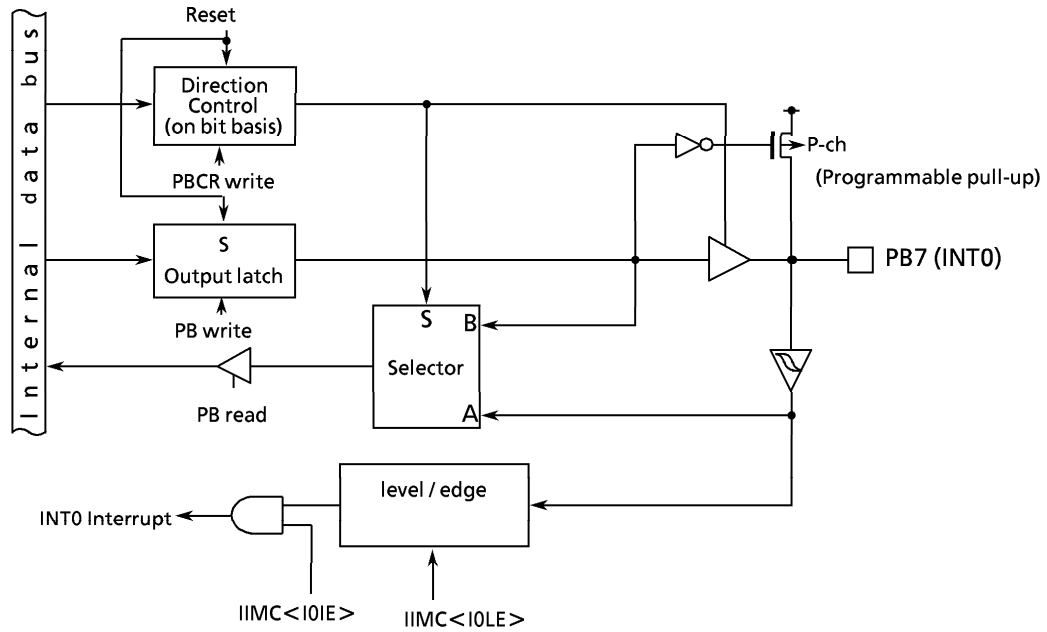 Reset
Internal data bus
Direction
Control
(on bit basis)
P-ch
PBCR write
(Programmable pull-up)
S
Output latch
PB7 (INT0)
S
B
PB write
Selector
PB read
A
level / edge
INT0 Interrupt
IIMC<I0IE>
IIMC<I0LE>